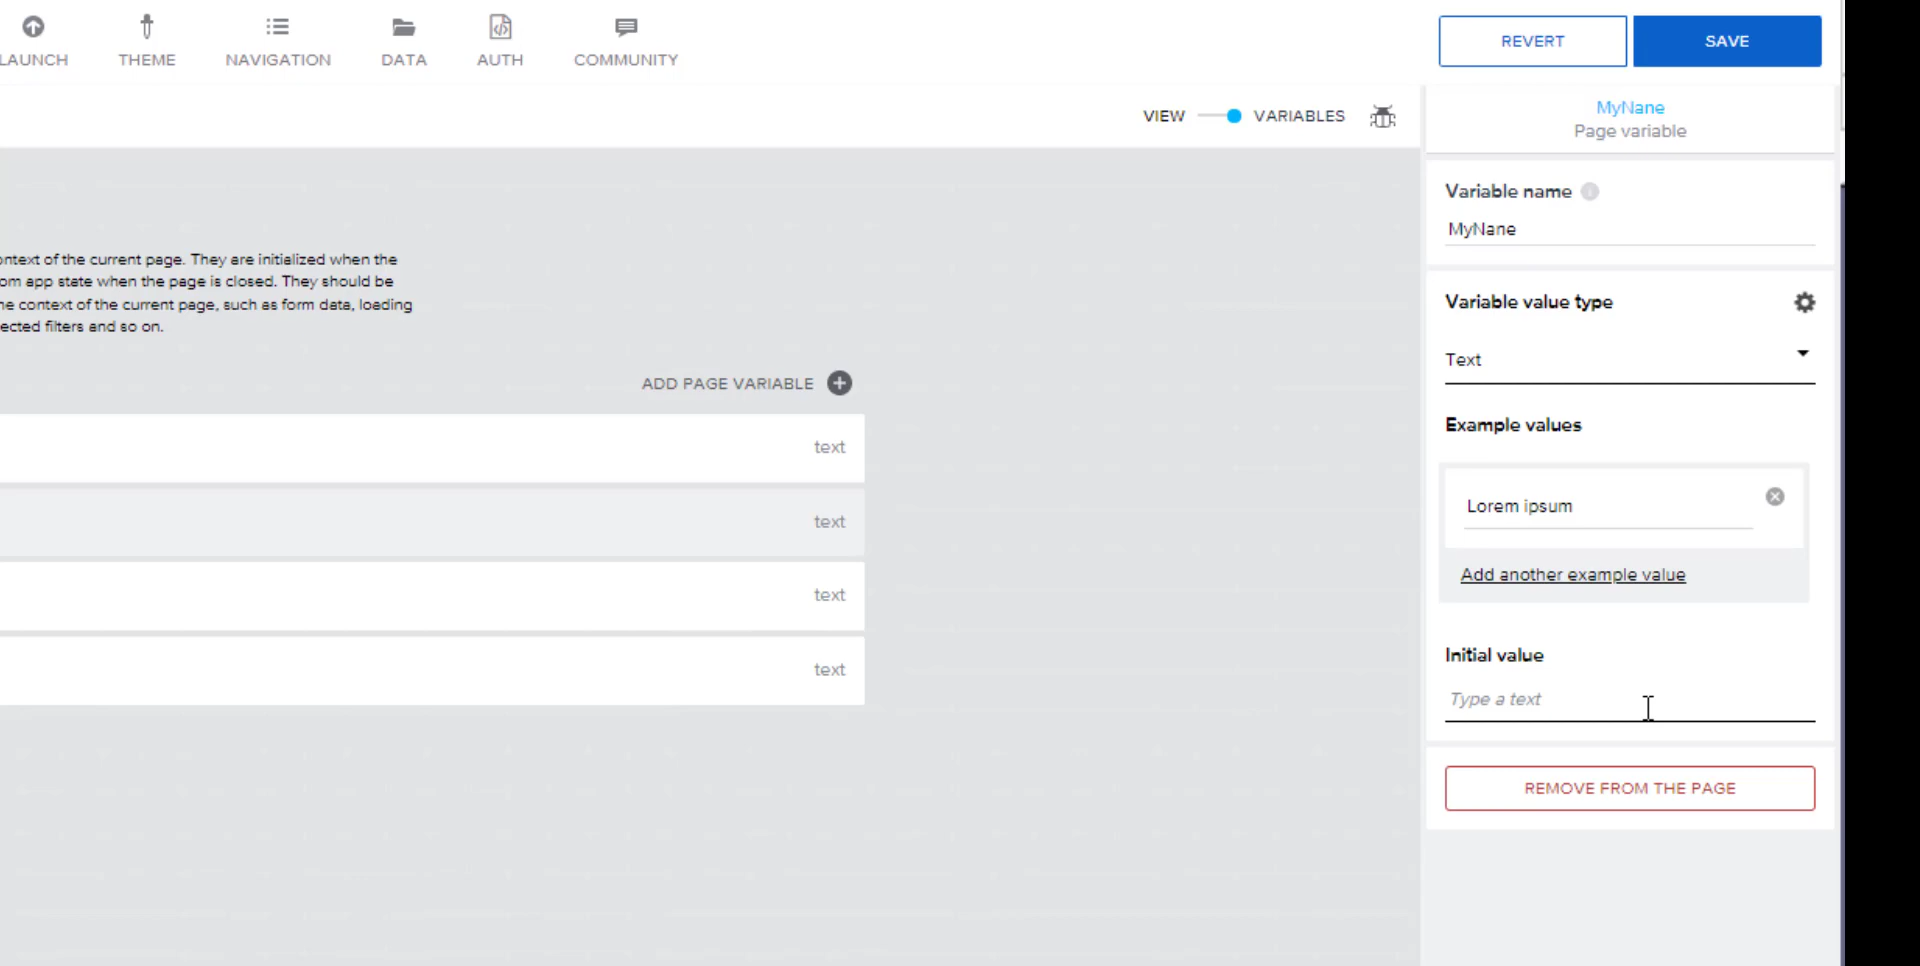 LAUNCH
THEME
NAVIGATION
DATA
AUTH
COMMUNITY
REVERT
SAVE
VIEW
VARIABLES
MyNane
Page variable
Variable name
MyNane
ontext of the current page. They are initialized when the
om app state when the page is closed. They should be
ne context of the current page, such as form data, loading
ected filters and so on.
Variable value type
Text
ADD PAGE VARIABLE
Example values
text
Lorem ipsum
text
Add another example value
text
Initial value
text
Type a text
REMOVE FROM THE PAGE